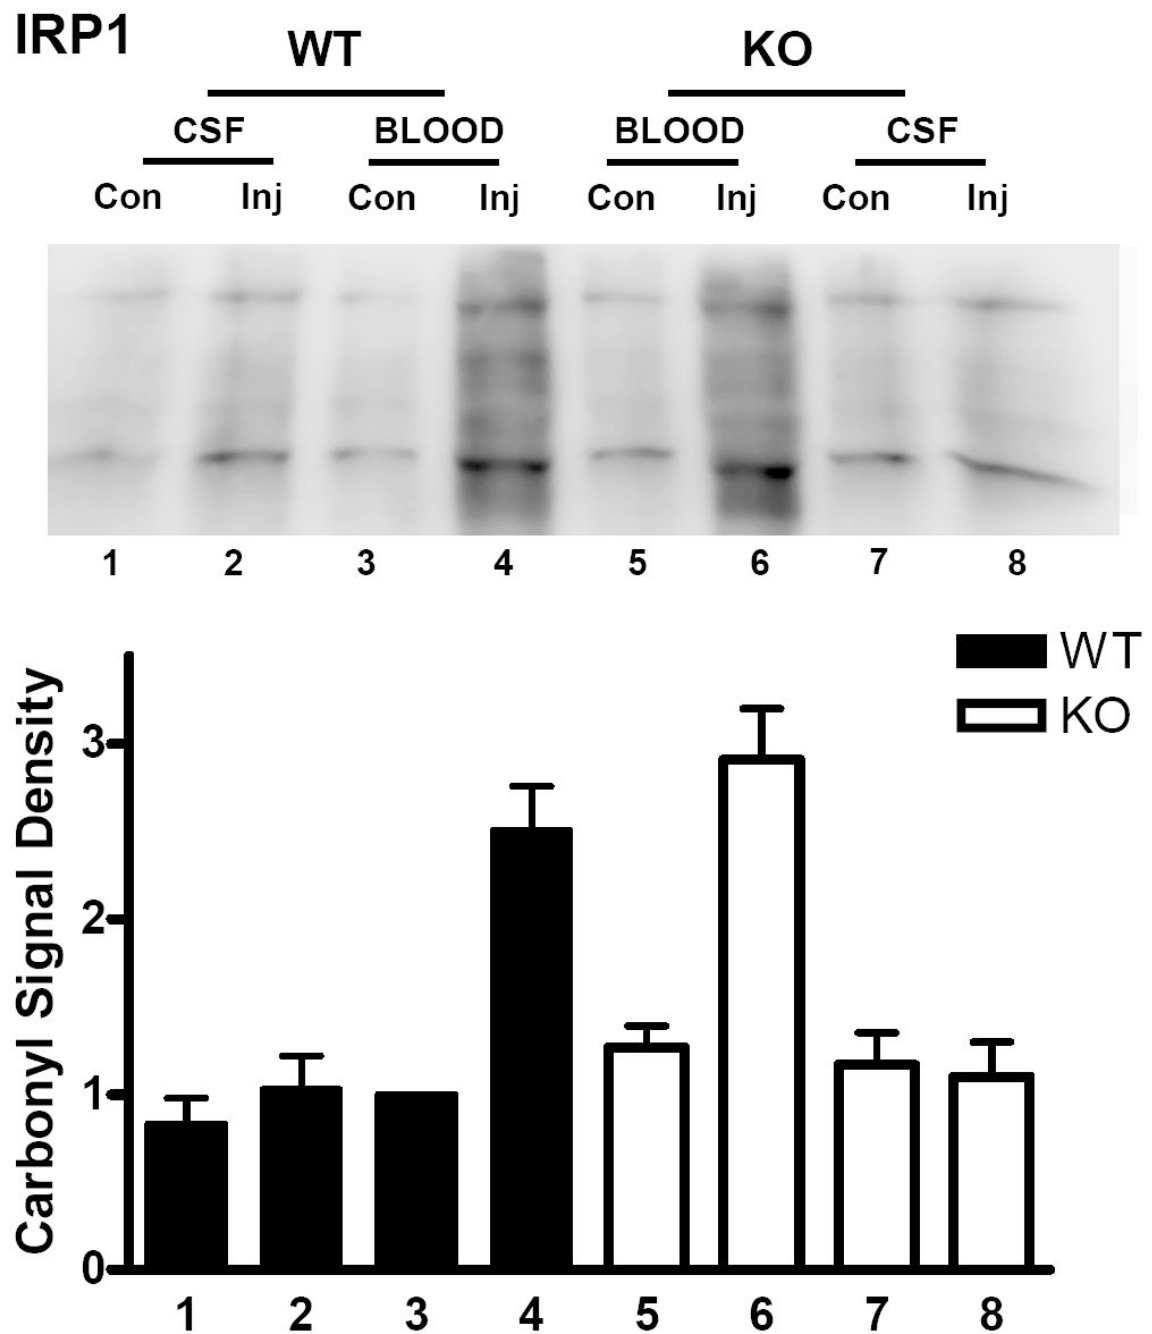 IRP1
WT KO
CSF BLOOD BLOOD CSF
Con Inj Con Inj Con Inj Con Inj
1 2 3 4 5 6 7 8
WT
KO
Carbonyl Signal Density
3
2
1
0
1 2 3 4 5 6 7 8